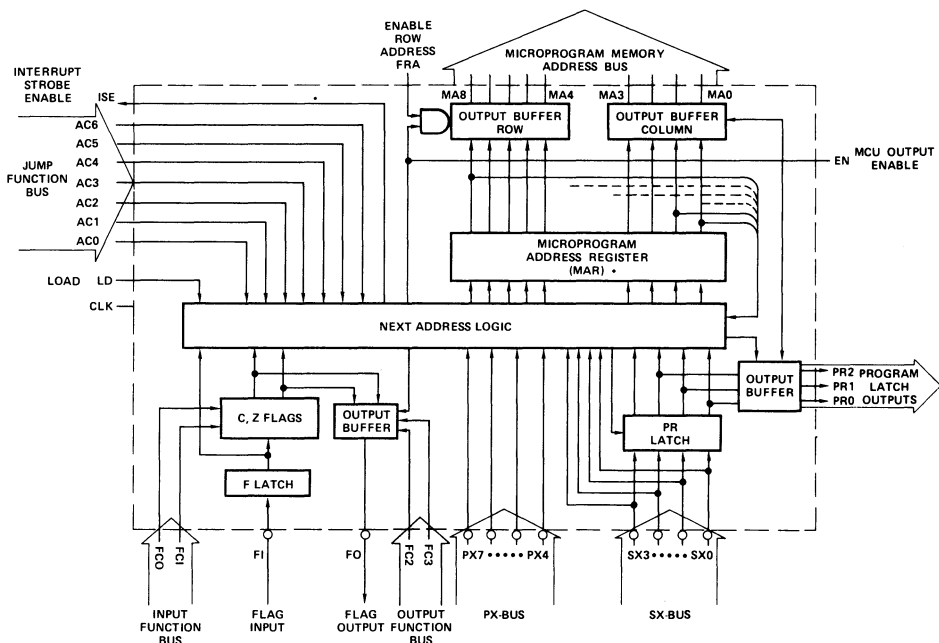 ENABLE
ROW
ADDRESS
FRA
MICROPROGRAM MEMORY
ADDRESS BUS
INTERRUPT
STROBE
ENABLE
ISE
MA8
MA4
MA3
MA0
OUTPUT BUFFER
ROW
OUTPUT BUFFER
COLUMN
AC6
AC5
AC4
AC3
AC2
AC1
AC0
JUMP
FUNCTION
BUS
EN
MCU OUTPUT
ENABLE
MICROPROGRAM
ADDRESS REGISTER
(MAR)
LOAD LD
CLK
NEXT ADDRESS LOGIC
C, Z FLAGS
OUTPUT
BUFFER
F LATCH
PR
LATCH
OUTPUT
BUFFER
PR2 PROGRAM
PR1 LATCH
PR0 OUTPUTS
FCO
FCI
FI
FO
FC2
FC3
PX7 •••••• PX4
SX3 ••••• SX0
INPUT
FUNCTION
BUS
FLAG
INPUT
FLAG
OUTPUT
OUTPUT
FUNCTION
BUS
PX-BUS
SX-BUS